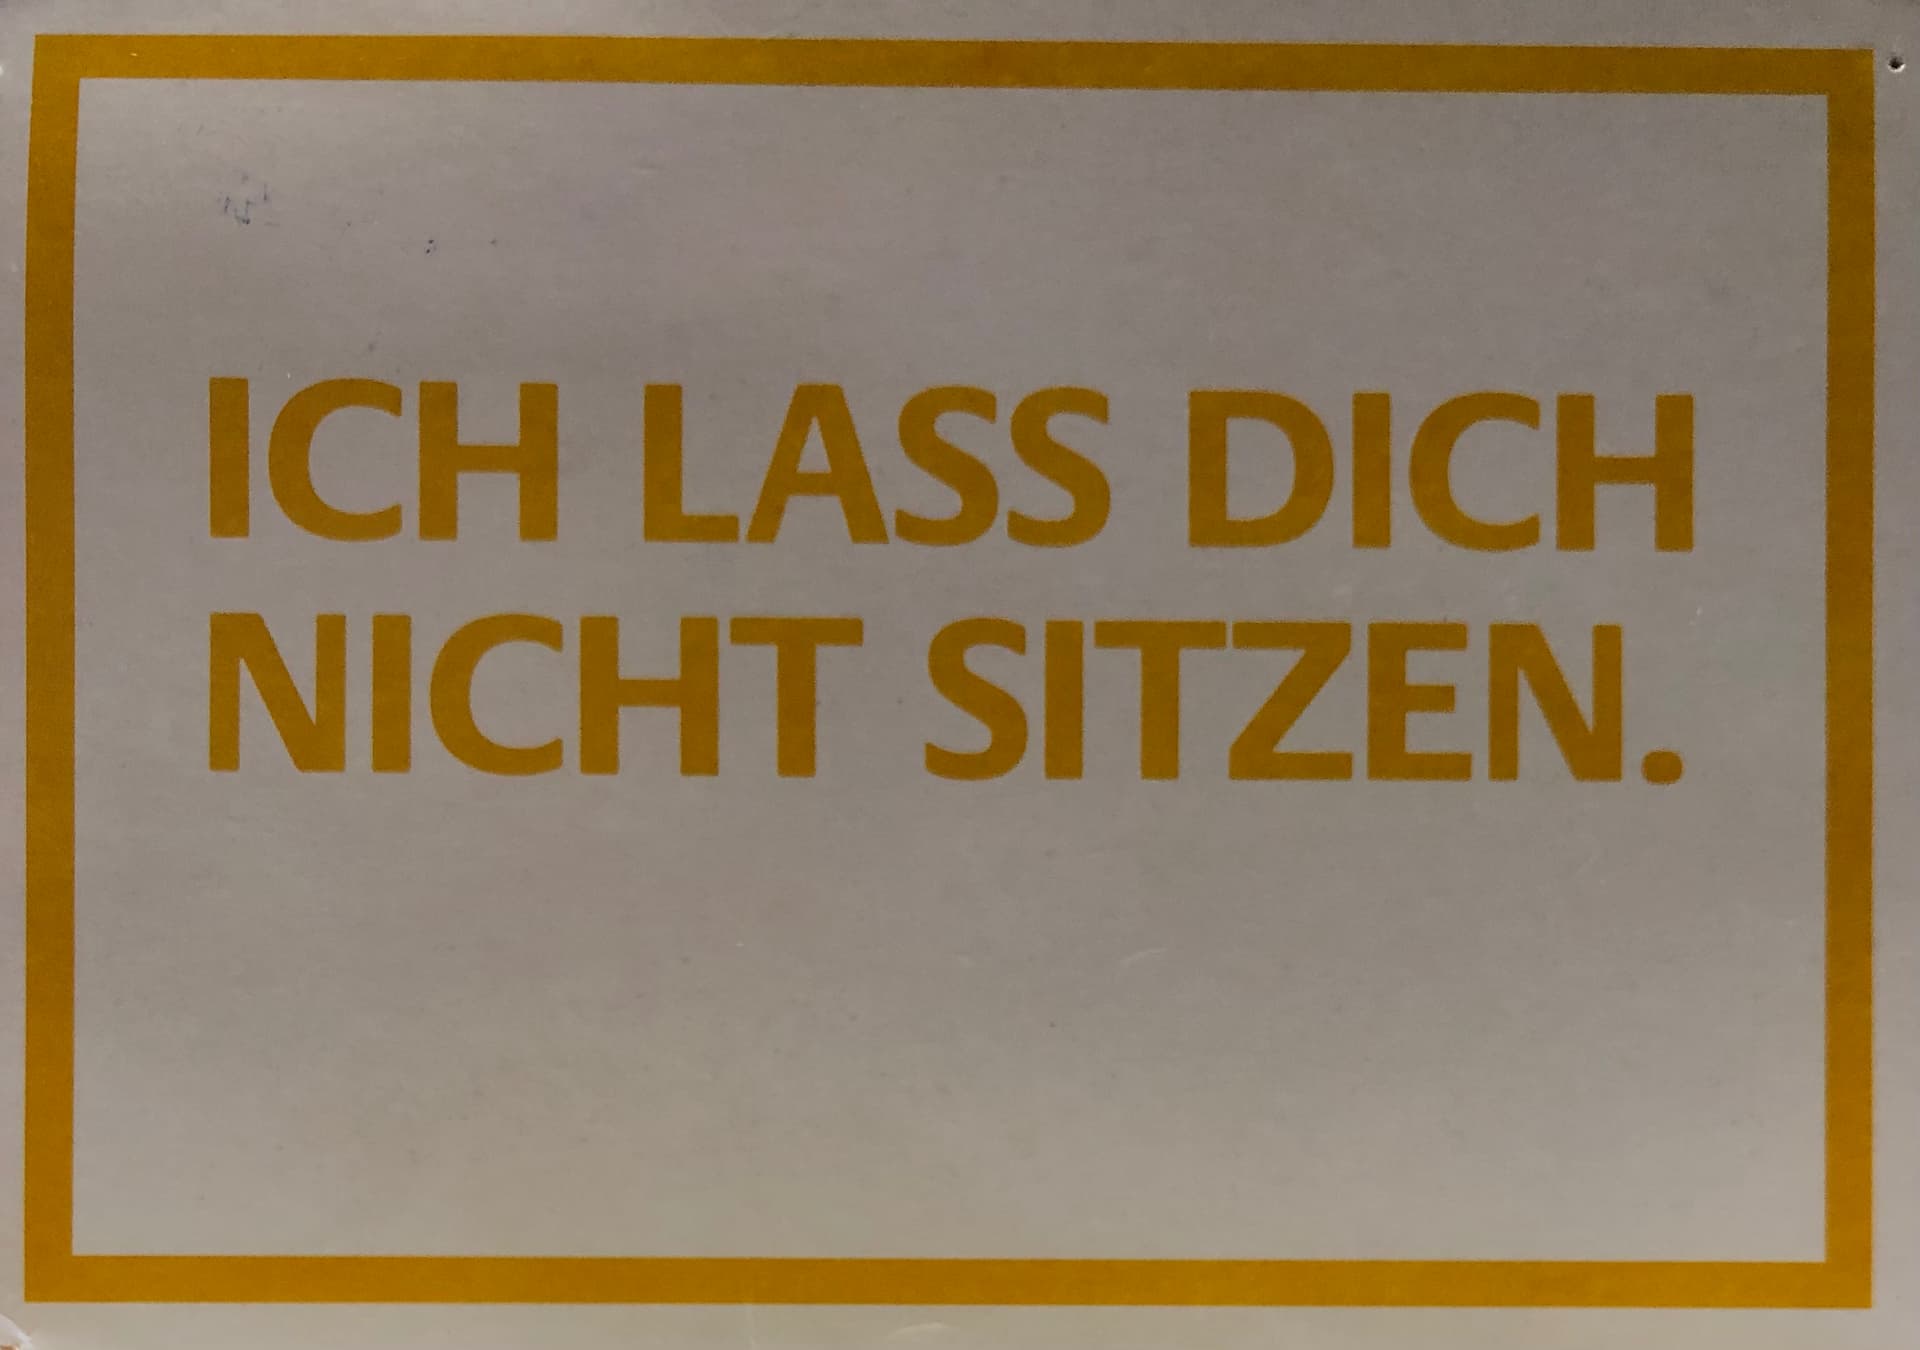 ICH LASS DICH
NICHT SITZEN.